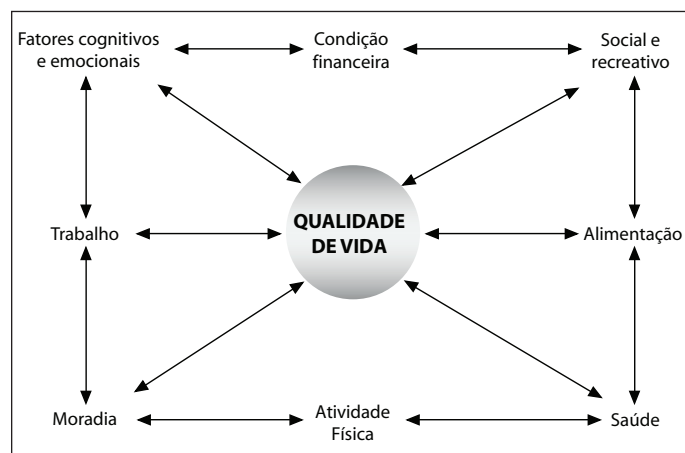 Fatores cognitivos
e emocionais
Condição
financeira
Social e
recreativo
Trabalho
QUALIDADE
DE VIDA
Alimentação
Moradia
Atividade
Física
Saúde